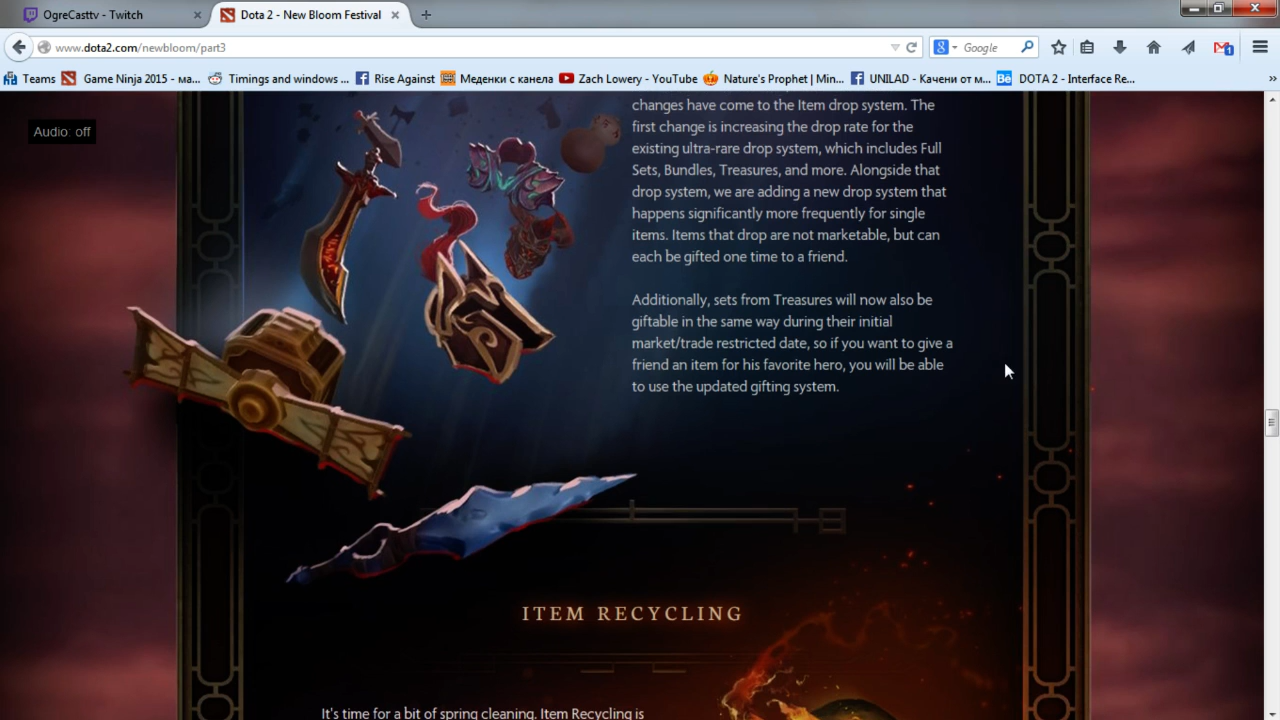 OgreCasttv - Twitch
Dota 2 - New Bloom Festival
www.dota2.com/newbloom/part3
Google
1
Teams
Game Ninja 2015 - ма...
Timings and windows ...
Rise Against
Меденки с канела
Zach Lowery - YouTube
Nature's Prophet | Min...
UNILAD - Качени от м...
Bē
DOTA 2 - Interface Re...
Audio: off
changes have come to the Item drop system. The
first change is increasing the drop rate for the
existing ultra-rare drop system, which includes Full
Sets, Bundles, Treasures, and more. Alongside that
drop system, we are adding a new drop system that
happens significantly more frequently for single
items. Items that drop are not marketable, but can
each be gifted one time to a friend.
Additionally, sets from Treasures will now also be
giftable in the same way during their initial
market/trade restricted date, so if you want to give a
friend an item for his favorite hero, you will be able
to use the updated gifting system.
ITEM RECYCLING
It's time for a bit of spring cleaning. Item Recycling is